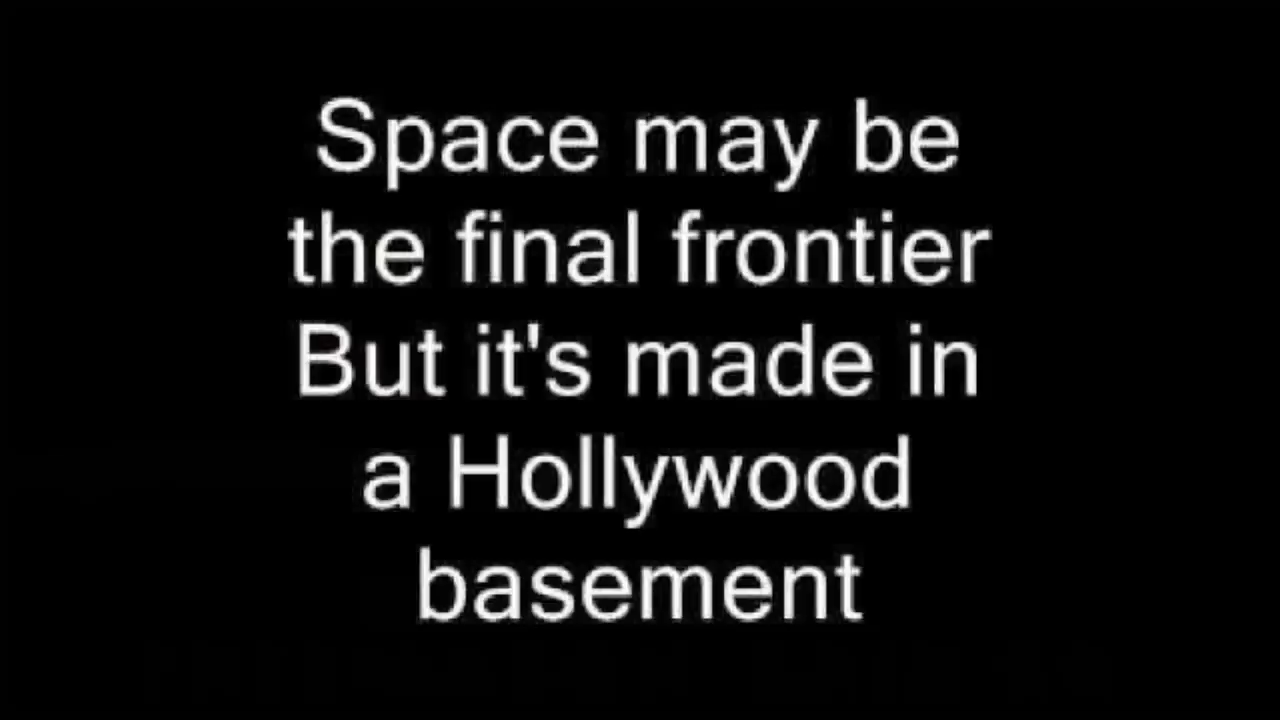 Space may be
the final frontier
But it's made in
a Hollywood
basement